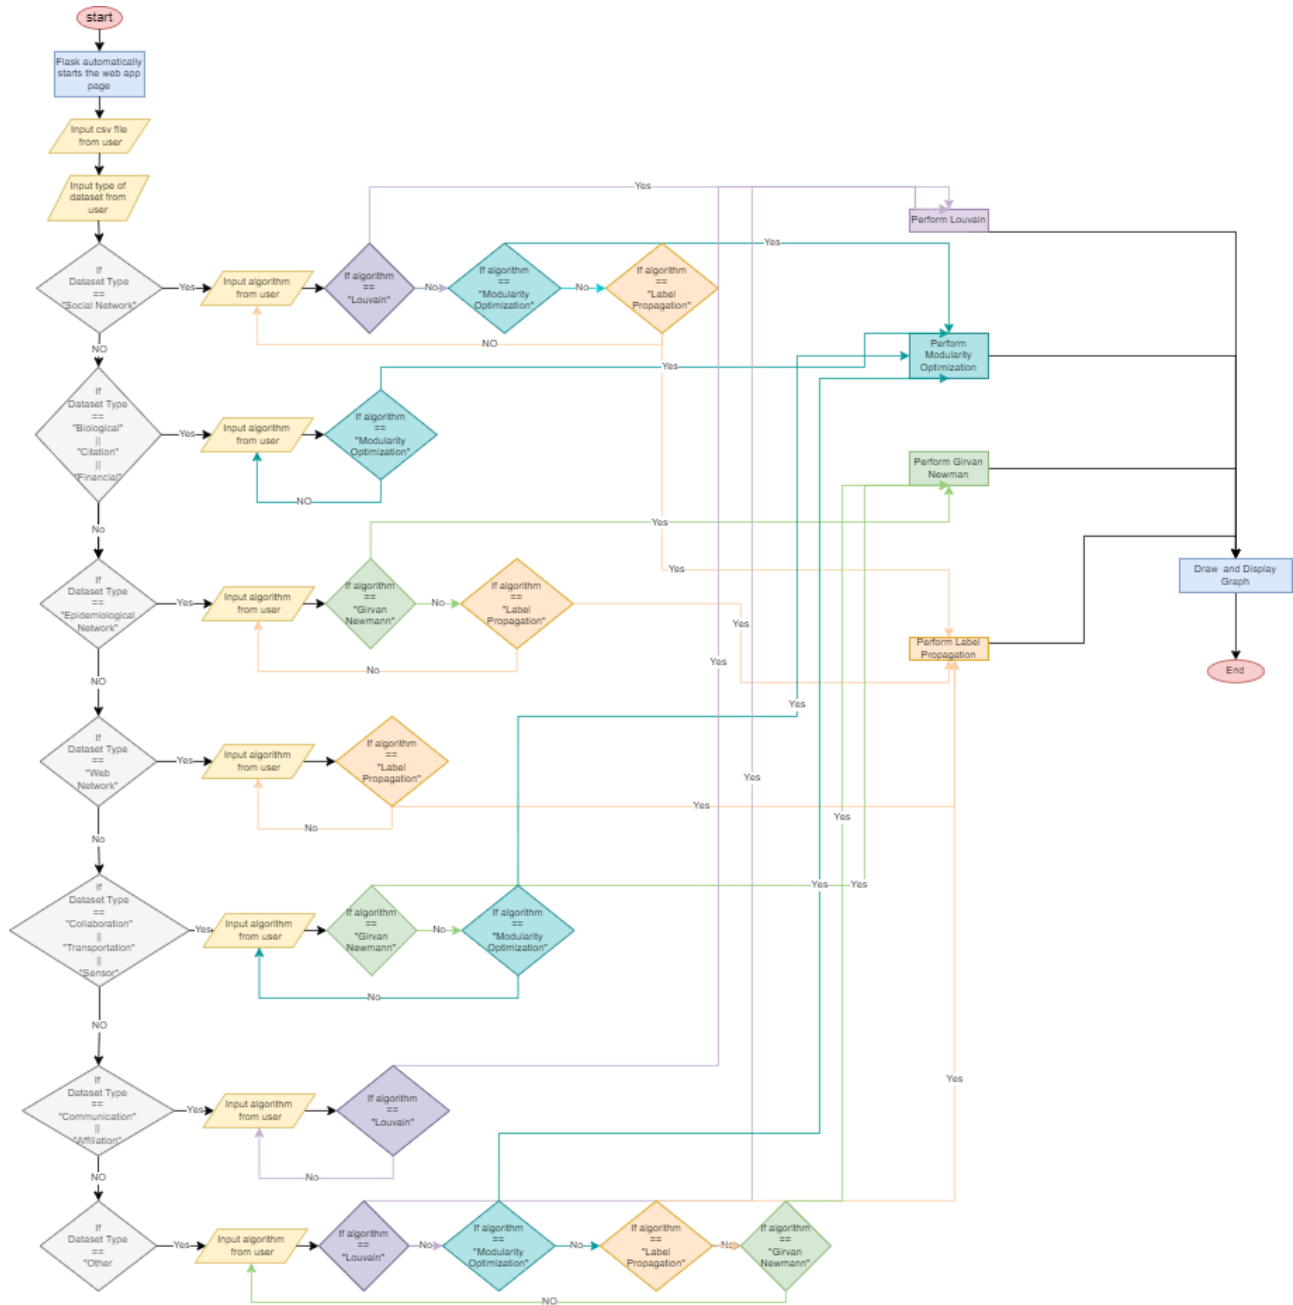 start
Flask automatically
starts the web app
page
Input csv file
from user
Input type of
dataset from
user
Yes
Perform Louvain
If
Dataset Type
==
"Social Network"
Yes
Input algorithm
from user
If algorithm
==
"Louvain"
No
If algorithm
==
"Modularity
Optimization"
No
If algorithm
==
"Label
Propagation"
Yes
NO
NO
Perform
Modularity
Optimization
Yes
If
Dataset Type
==
"Biological"
||
"Citation"
||
"Financial"
Yes
Input algorithm
from user
If algorithm
==
"Modularity
Optimization"
NO
Perform Girvan
Newman
No
Yes
Yes
If
Dataset Type
==
"Epidemiological
Network"
Yes
Input algorithm
from user
If algorithm
==
"Girvan
Newmann"
No
If algorithm
==
"Label
Propagation"
Yes
No
Draw and Display
Graph
Perform Label
Propagation
End
Yes
NO
Yes
If
Dataset Type
==
"Web
Network"
Yes
Input algorithm
from user
If algorithm
==
"Label
Propagation"
No
Yes
Yes
Yes
No
If
Dataset Type
==
"Collaboration"
||
"Transportation"
||
"Sensor"
Yes
Input algorithm
from user
If algorithm
==
"Girvan
Newmann"
No
If algorithm
==
"Modularity
Optimization"
Yes
Yes
No
NO
If
Dataset Type
==
"Communication"
||
"Affiliation"
Yes
Input algorithm
from user
If algorithm
==
"Louvain"
No
Yes
NO
If
Dataset Type
==
"Other
Yes
Input algorithm
from user
If algorithm
==
"Louvain"
No
If algorithm
==
"Modularity
Optimization"
No
If algorithm
==
"Label
Propagation"
No
If algorithm
==
"Girvan
Newmann"
NO